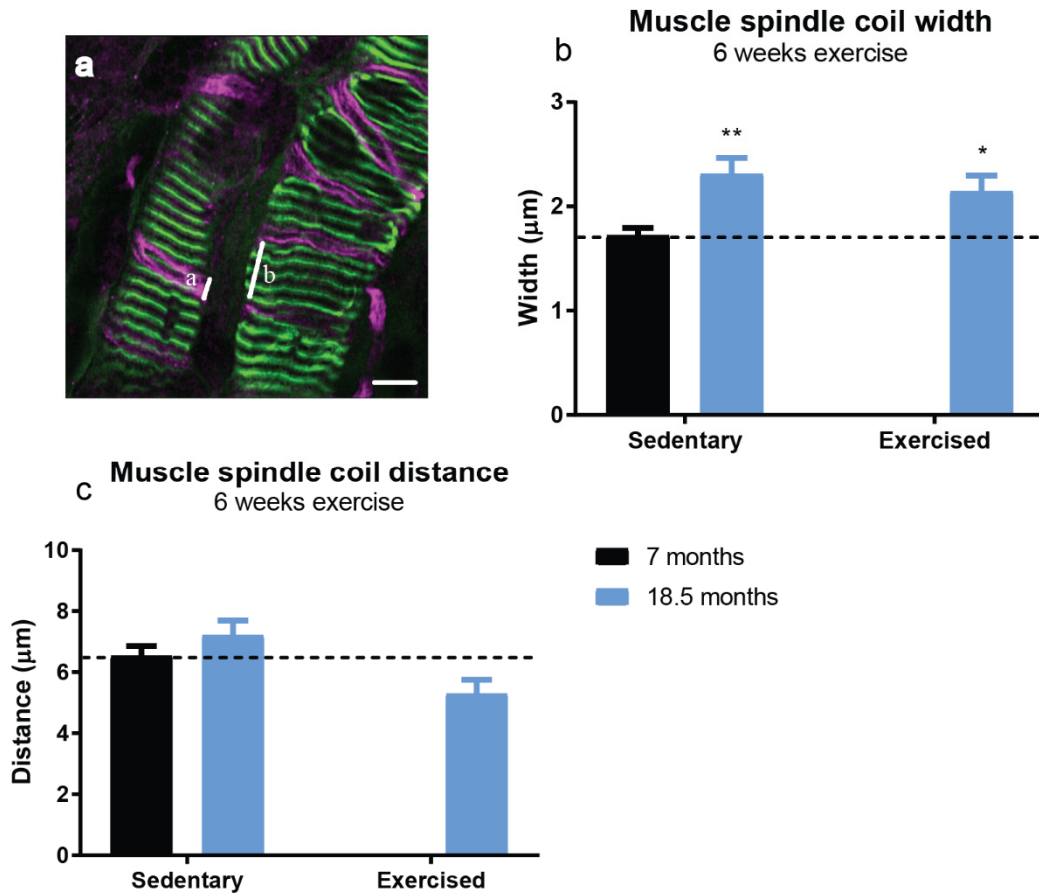 a
a
b
b
Muscle spindle coil width
6 weeks exercise
3
2
1
0
Width (μm)
**
*
Sedentary
Exercised
c
Muscle spindle coil distance
6 weeks exercise
10
8
6
4
2
0
Distance (μm)
Sedentary
Exercised
7 months
18.5 months